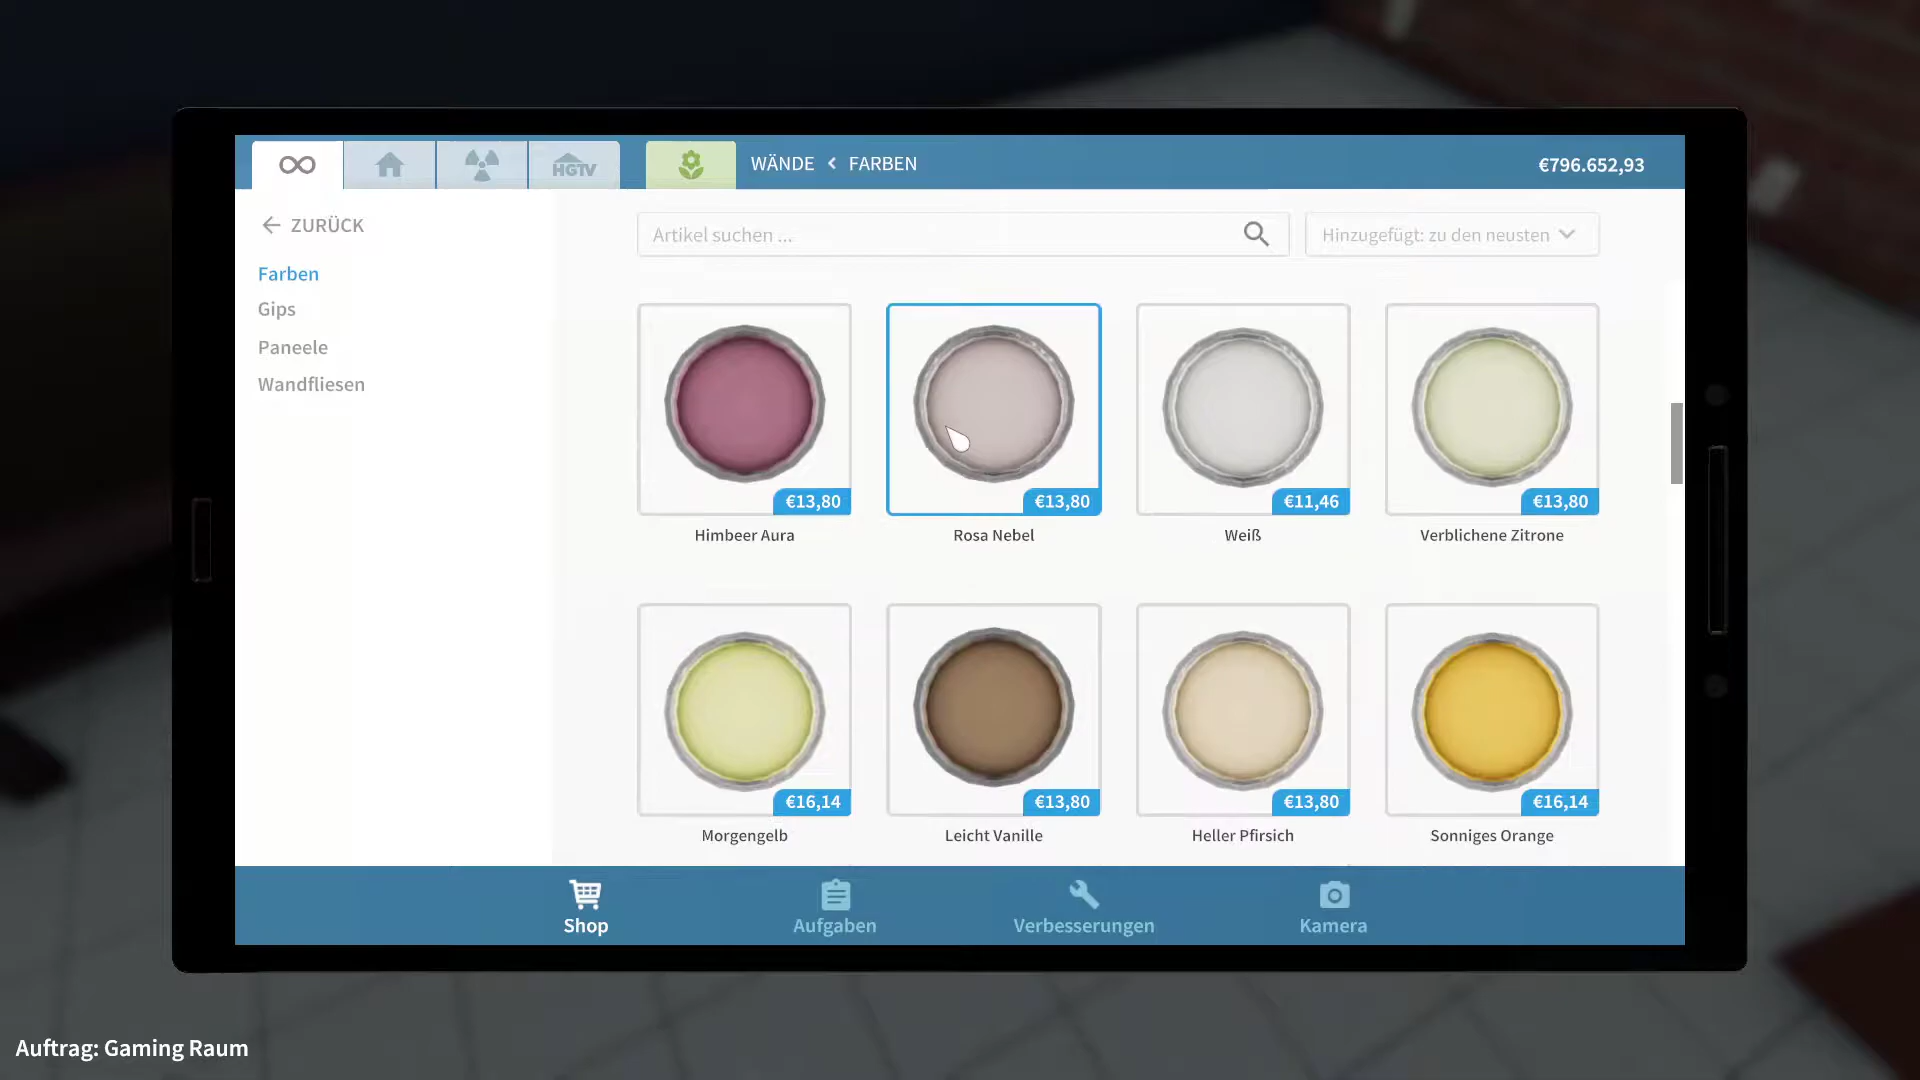 HGTV
WÄNDE < FARBEN
€796.652,93
ZURÜCK
Farben
Gips
Paneele
Wandfliesen
Artikel suchen ...
Hinzugefügt: zu den neusten
€13,80
€13,80
€11,46
€13,80
Himbeer Aura
Rosa Nebel
Weiß
Verblichene Zitrone
€16,14
€13,80
€13,80
€16,14
Morgengelb
Leicht Vanille
Heller Pfirsich
Sonniges Orange
Shop
Aufgaben
Verbesserungen
Kamera
Auftrag: Gaming Raum